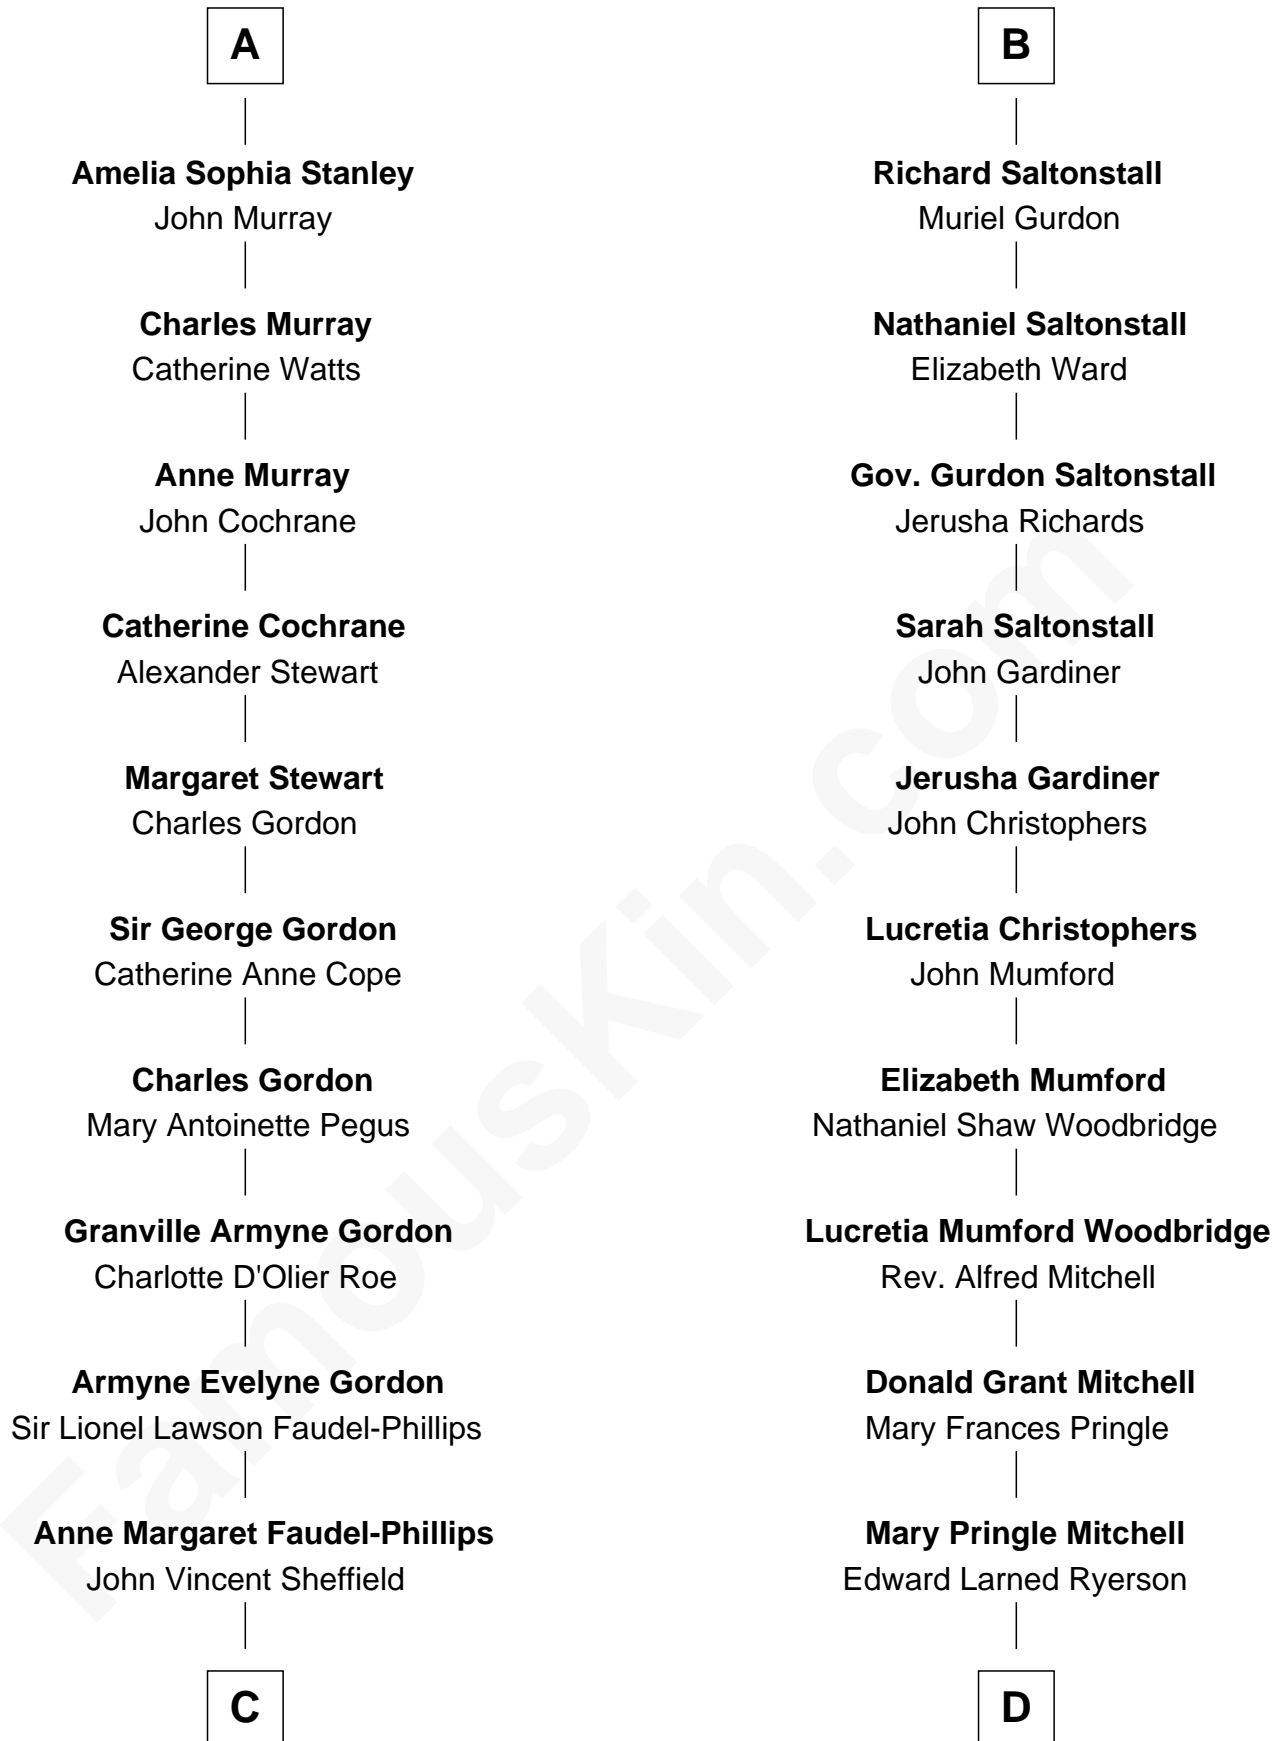 A
Amelia Sophia Stanley
John Murray
Charles Murray
Catherine Watts
Anne Murray
John Cochrane
Catherine Cochrane
Alexander Stewart
Margaret Stewart
Charles Gordon
Sir George Gordon
Catherine Anne Cope
Charles Gordon
Mary Antoinette Pegus
Granville Armyne Gordon
Charlotte D'Olier Roe
Armyne Evelyne Gordon
Sir Lionel Lawson Faudel-Phillips
Anne Margaret Faudel-Phillips
John Vincent Sheffield
C
B
Richard Saltonstall
Muriel Gurdon
Nathaniel Saltonstall
Elizabeth Ward
Gov. Gurdon Saltonstall
Jerusha Richards
Sarah Saltonstall
John Gardiner
Jerusha Gardiner
John Christophers
Lucretia Christophers
John Mumford
Elizabeth Mumford
Nathaniel Shaw Woodbridge
Lucretia Mumford Woodbridge
Rev. Alfred Mitchell
Donald Grant Mitchell
Mary Frances Pringle
Mary Pringle Mitchell
Edward Larned Ryerson
D
FamousKin.com